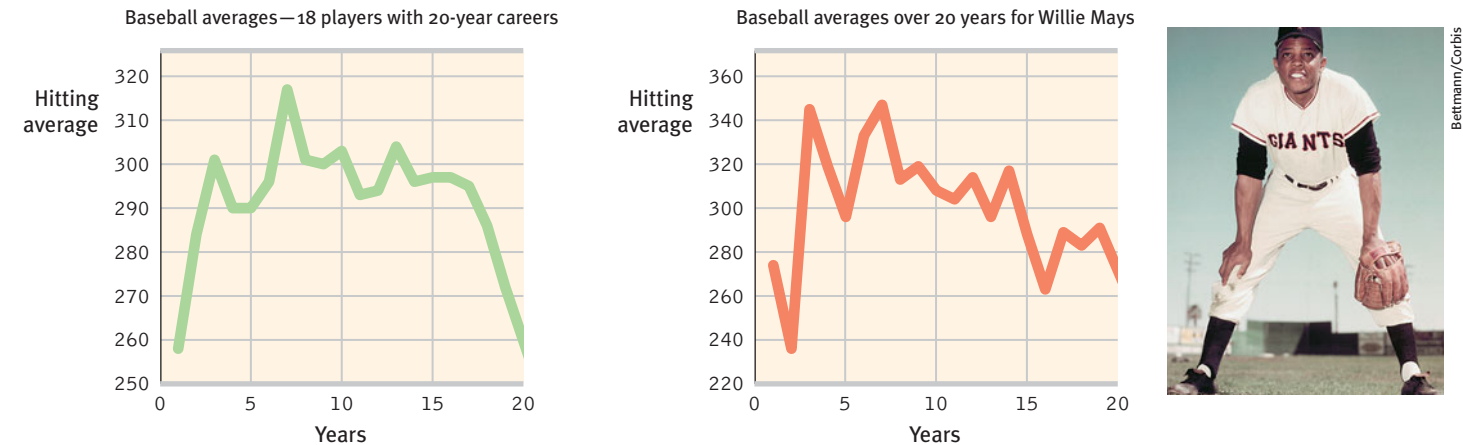 Baseball averages—18 players with 20-year careers
Hitting
average
320
310
300
290
280
270
260
250
0 5 10 15 20
Years
Baseball averages over 20 years for Willie Mays
Hitting
average
360
340
320
300
280
260
240
220
0 5 10 15 20
Years
GIANTS
Bettmann/Corbis